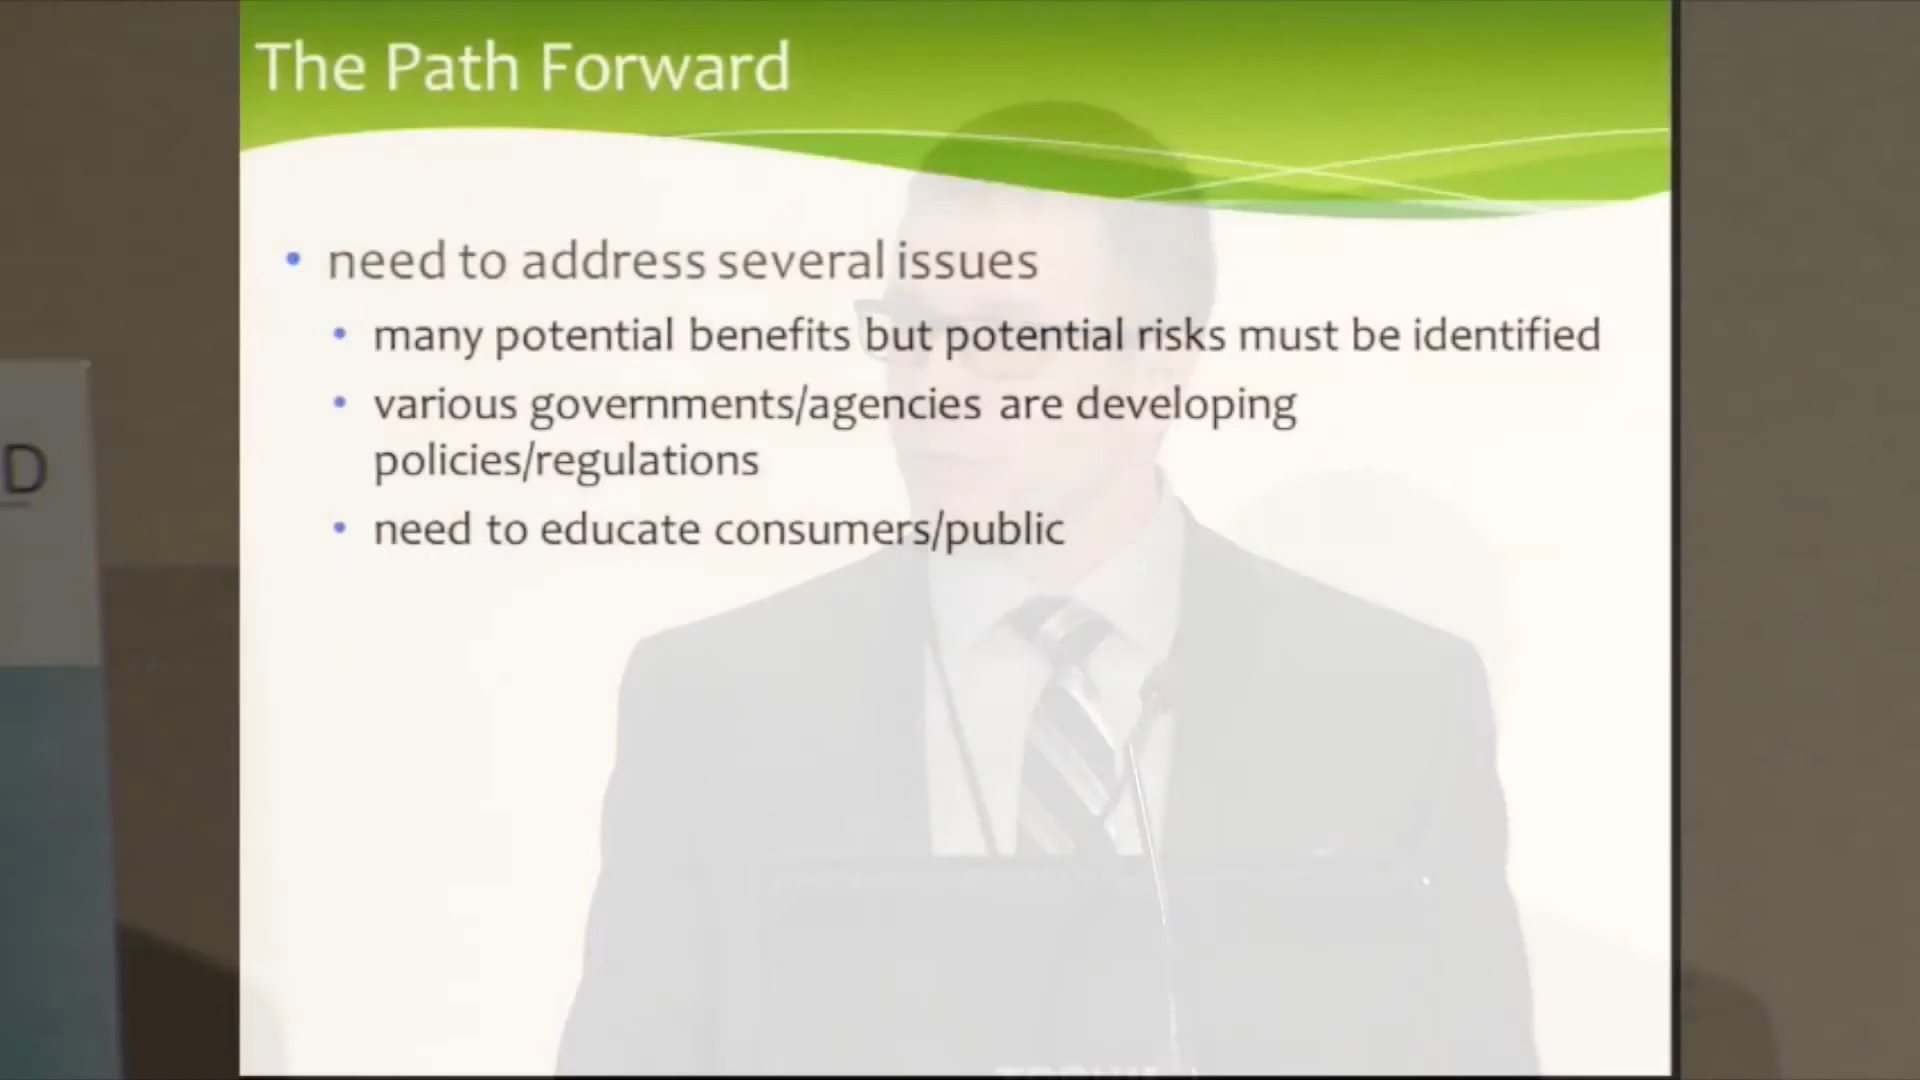 The Path Forward
need to address several issues
many potential benefits but potential risks must be identified
various governments/agencies are developing
policies/regulations
need to educate consumers/public
D